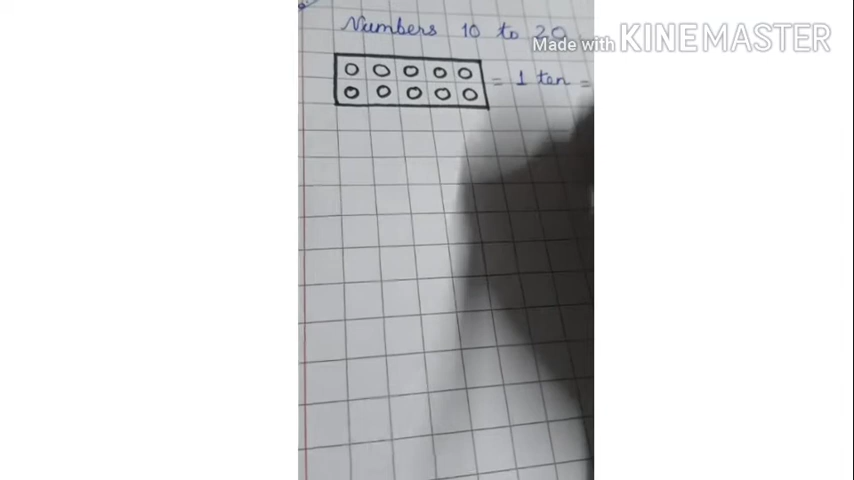 Numbers 10 to 20
Made with KINEMASTER
= 1 ten =